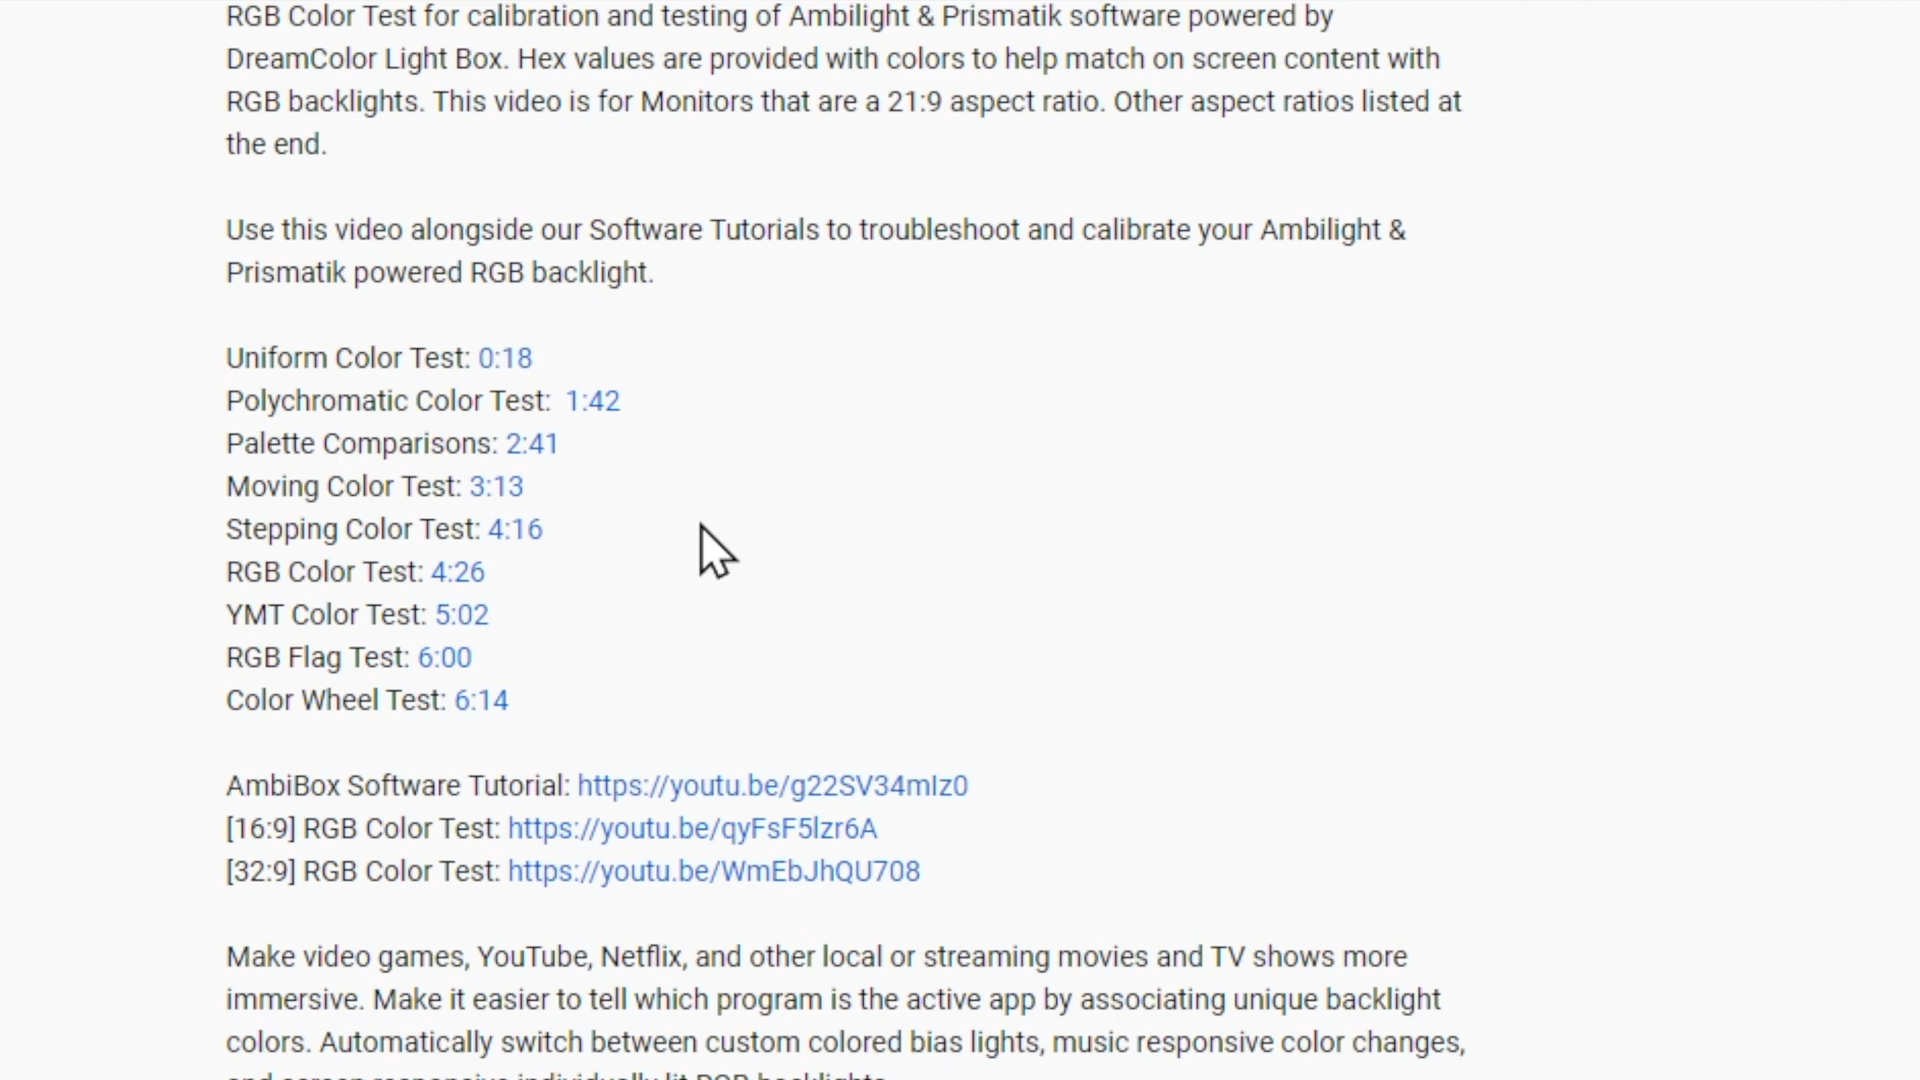 RGB Color Test for calibration and testing of Ambilight & Prismatik software powered by
DreamColor Light Box. Hex values are provided with colors to help match on screen content with
RGB backlights. This video is for Monitors that are a 21:9 aspect ratio. Other aspect ratios listed at
the end.
Use this video alongside our Software Tutorials to troubleshoot and calibrate your Ambilight &
Prismatik powered RGB backlight.
Uniform Color Test: 0:18
Polychromatic Color Test: 1:42
Palette Comparisons: 2:41
Moving Color Test: 3:13
Stepping Color Test: 4:16
RGB Color Test: 4:26
YMT Color Test: 5:02
RGB Flag Test: 6:00
Color Wheel Test: 6:14
AmbiBox Software Tutorial: https://youtu.be/g22SV34mIz0
[16:9] RGB Color Test: https://youtu.be/qyFsF5lzr6A
[32:9] RGB Color Test: https://youtu.be/WmEbJhQU708
Make video games, YouTube, Netflix, and other local or streaming movies and TV shows more
immersive. Make it easier to tell which program is the active app by associating unique backlight
colors. Automatically switch between custom colored bias lights, music responsive color changes,
and screen responsive individually lit RGB backlights.